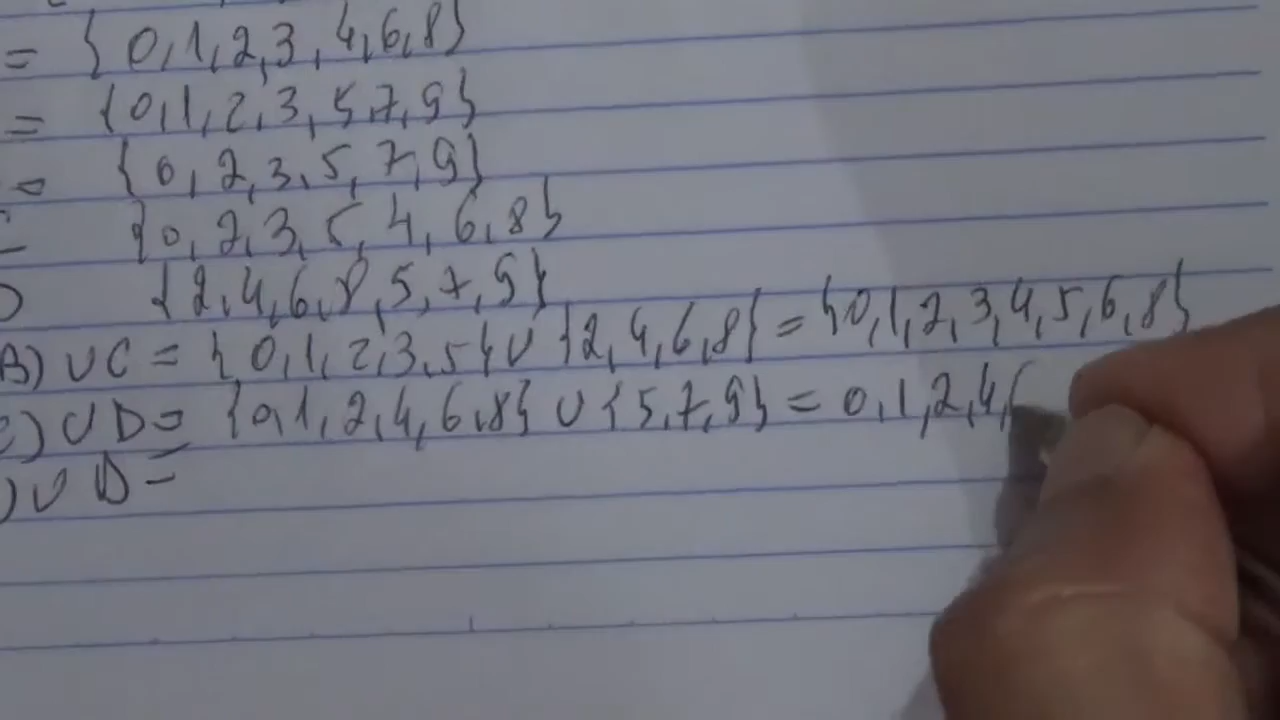 = { 0,1,2,3,4,6,8}
= {0,1,2,3,5,7,9}
{0,2,3,5,7,9}
{0,2,3,5,4,6,8}
{2,4,6,8,5,7,9}
B) ∪ C = {0,1,2,3,5} ∪ {2,4,6,8} = {0,1,2,3,4,5,6,8}
C) ∪ D = {0,1,2,4,6,8} ∪ {5,7,9} = 0,1,2,4,
) ∪ D =